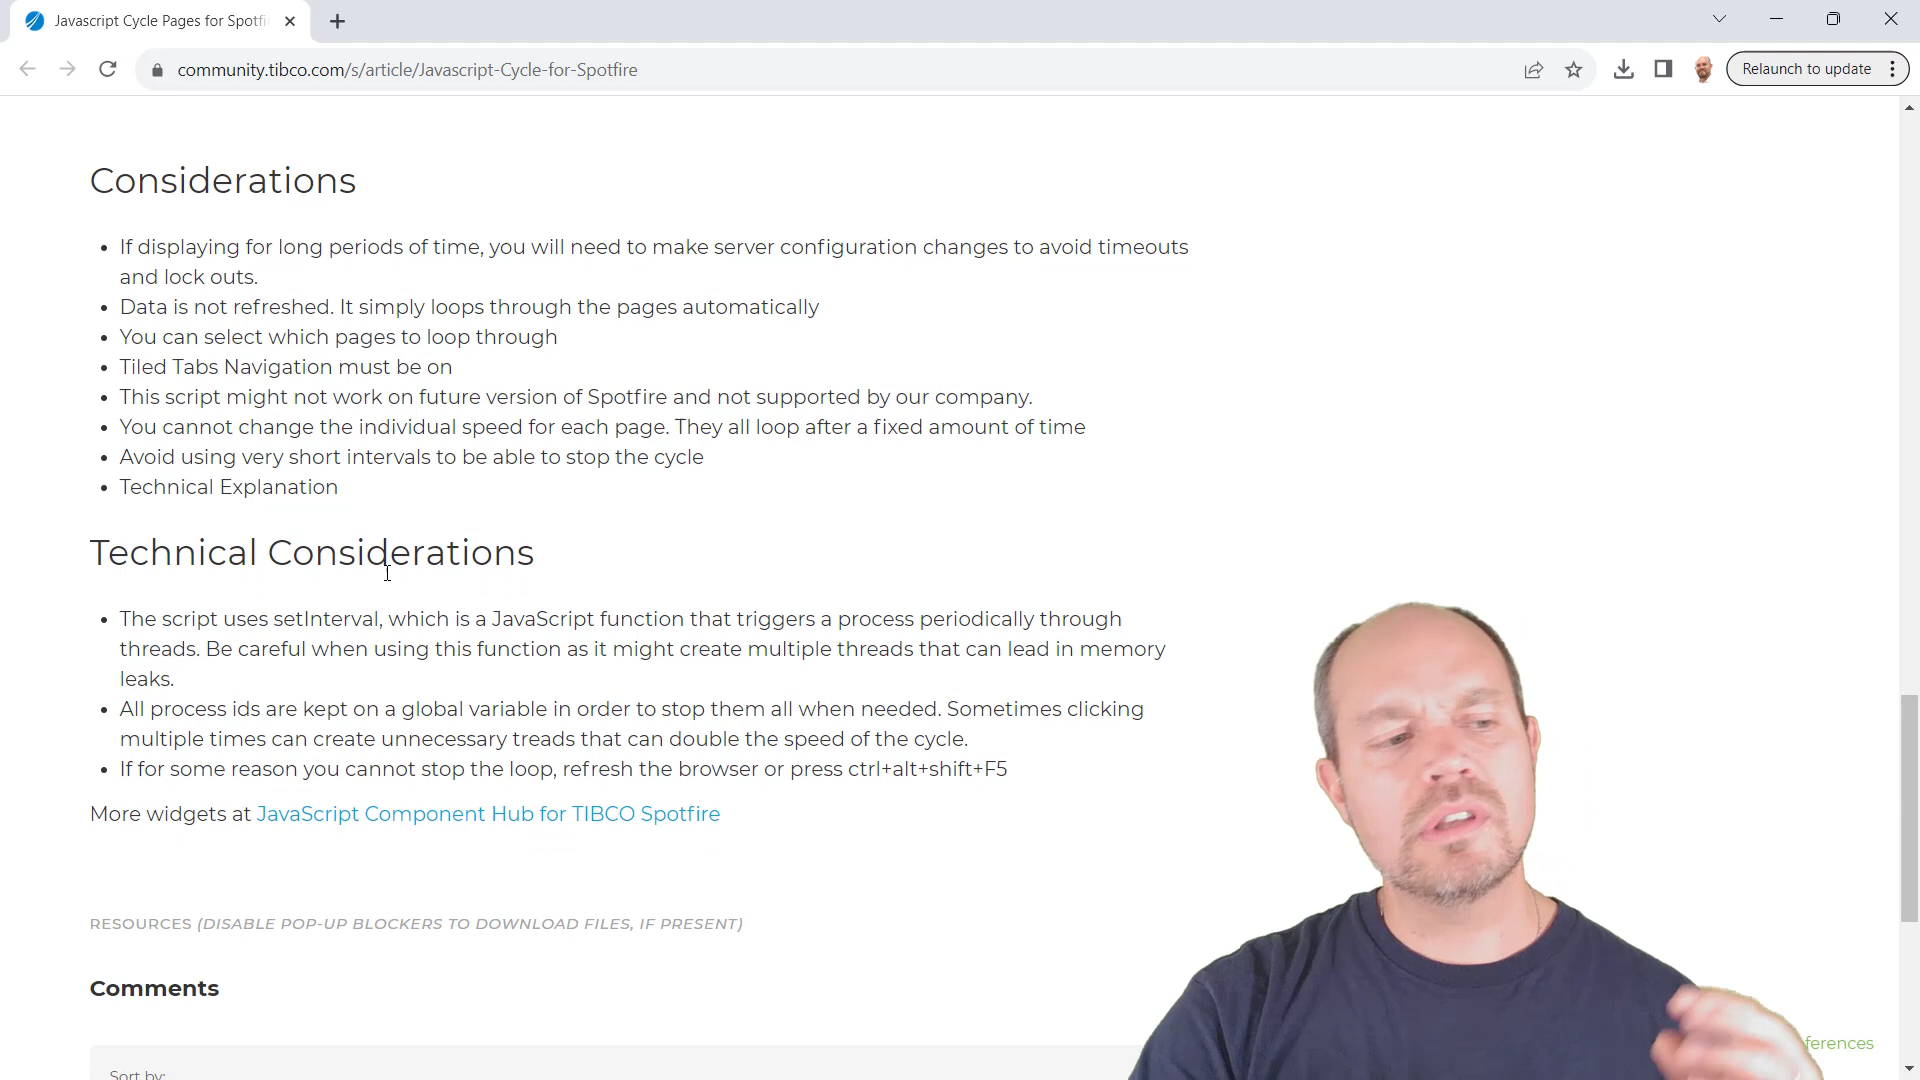 Javascript Cycle Pages for Spotfi
community.tibco.com/s/article/Javascript-Cycle-for-Spotfire
Relaunch to update
Considerations
• If displaying for long periods of time, you will need to make server configuration changes to avoid timeouts
and lock outs.
• Data is not refreshed. It simply loops through the pages automatically
• You can select which pages to loop through
• Tiled Tabs Navigation must be on
• This script might not work on future version of Spotfire and not supported by our company.
• You cannot change the individual speed for each page. They all loop after a fixed amount of time
• Avoid using very short intervals to be able to stop the cycle
• Technical Explanation
Technical Considerations
• The script uses setInterval, which is a JavaScript function that triggers a process periodically through
threads. Be careful when using this function as it might create multiple threads that can lead in memory
leaks.
• All process ids are kept on a global variable in order to stop them all when needed. Sometimes clicking
multiple times can create unnecessary treads that can double the speed of the cycle.
• If for some reason you cannot stop the loop, refresh the browser or press ctrl+alt+shift+F5
More widgets at JavaScript Component Hub for TIBCO Spotfire
RESOURCES (DISABLE POP-UP BLOCKERS TO DOWNLOAD FILES, IF PRESENT)
Comments
ferences
Sort by: